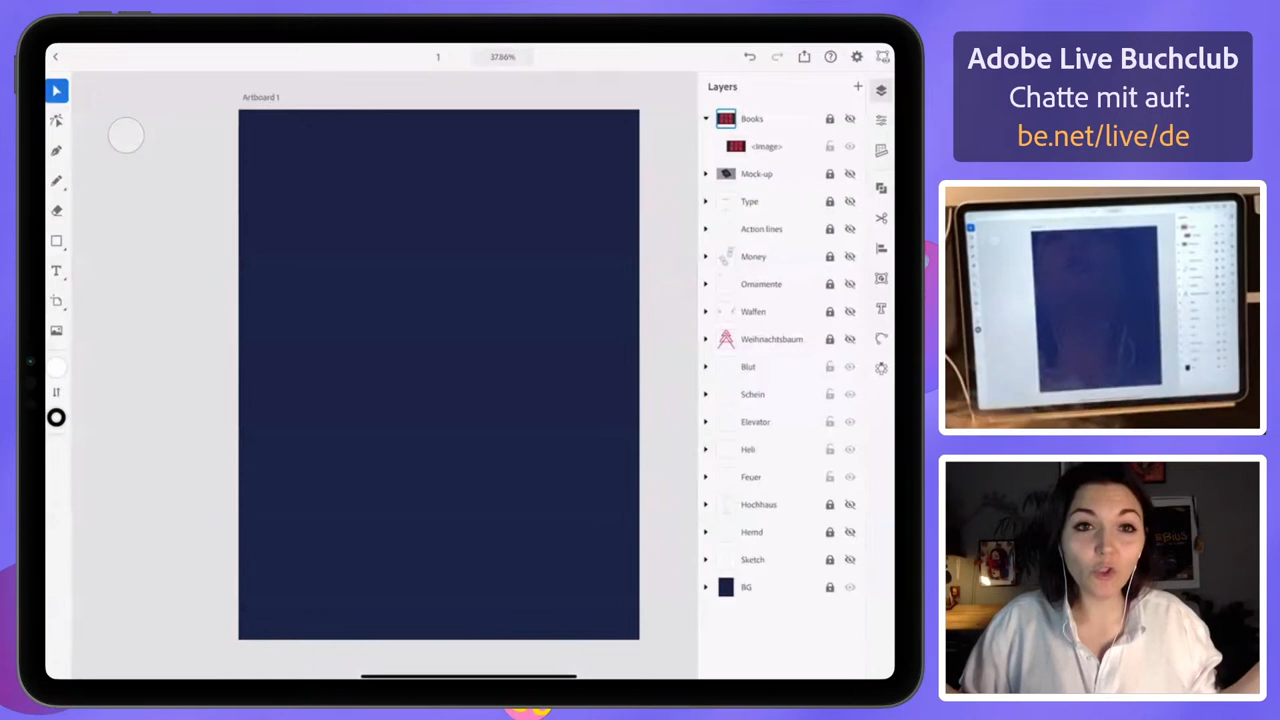 Adobe Live Buchclub
Chatte mit auf:
be.net/live/de
1
37.86%
Artboard 1
Layers
Books
<Image>
Mock-up
Type
Action lines
Money
Ornamente
Waffen
Weihnachtsbaum
Blut
Schein
Elevator
Heli
Feuer
Hochhaus
Hemd
Sketch
BG